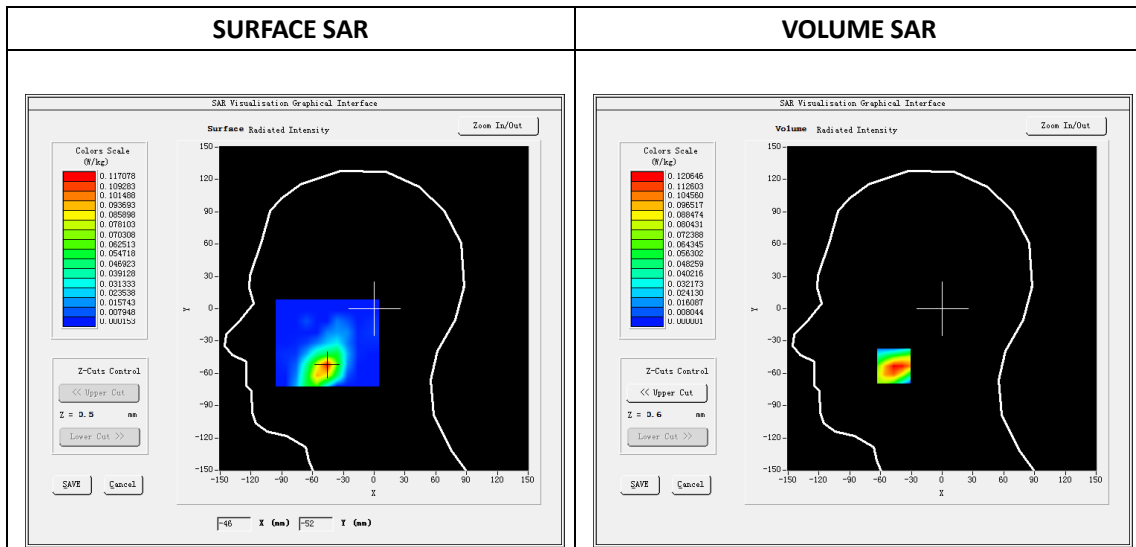 SURFACE SAR
VOLUME SAR
SAR Visualisation Graphical Interface
Surface Radiated Intensity
Zoom In/Out
Colors Scale
(W/kg)
0.117078
0.109283
0.101488
0.093693
0.085898
0.078103
0.070308
0.062513
0.054718
0.046923
0.039128
0.031333
0.023538
0.015743
0.007948
0.000153
150
120
90
60
30
0
-30
-60
-90
-120
-150
Y
-150 -120 -90 -60 -30 0 30 60 90 120 150
X
Z-Cuts Control
<< Upper Cut
Z = 0.5 mm
Lower Cut >>
SAVE Cancel
-46 X (mm) -52 Y (mm)
SAR Visualisation Graphical Interface
Volume Radiated Intensity
Zoom In/Out
Colors Scale
(W/kg)
0.120646
0.112603
0.104560
0.096517
0.088474
0.080431
0.072388
0.064345
0.056302
0.048259
0.040216
0.032173
0.024130
0.016087
0.008044
0.000001
150
120
90
60
30
0
-30
-60
-90
-120
-150
Y
-150 -120 -90 -60 -30 0 30 60 90 120 150
X
Z-Cuts Control
<< Upper Cut
Z = 0.6 mm
Lower Cut >>
SAVE Cancel